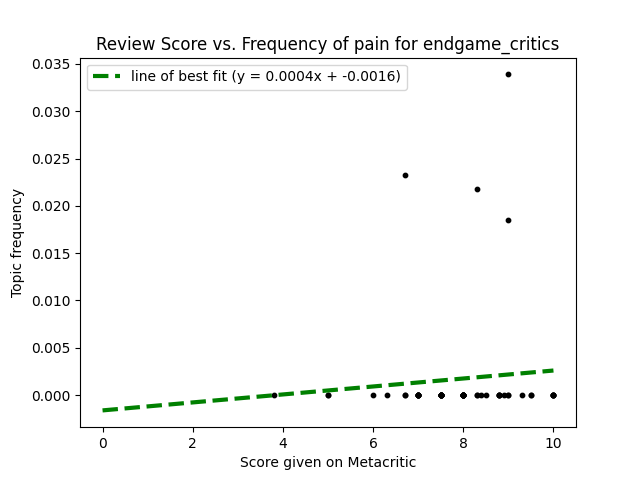 Review Score vs. Frequency of pain for endgame_critics
line of best fit (y = 0.0004x + -0.0016)
0.035
0.030
0.025
0.020
0.015
0.010
0.005
0.000
Topic frequency
0 2 4 6 8 10
Score given on Metacritic